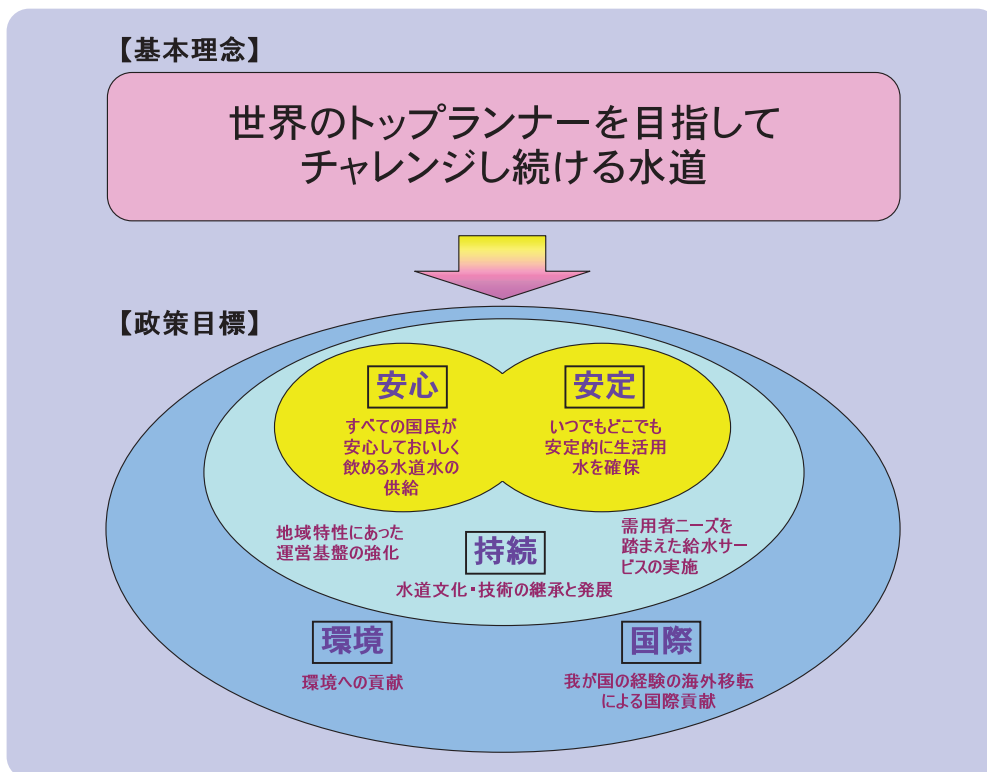 【基本理念】
世界のトップランナーを目指して
チャレンジし続ける水道
【政策目標】
安心
すべての国民が
安心しておいしく
飲める水道水の
供給
安定
いつでもどこでも
安定的に生活用
水を確保
地域特性にあった
運営基盤の強化
持続
水道文化・技術の継承と発展
需用者ニーズを
踏まえた給水サー
ビスの実施
環境
環境への貢献
国際
我が国の経験の海外移転
による国際貢献